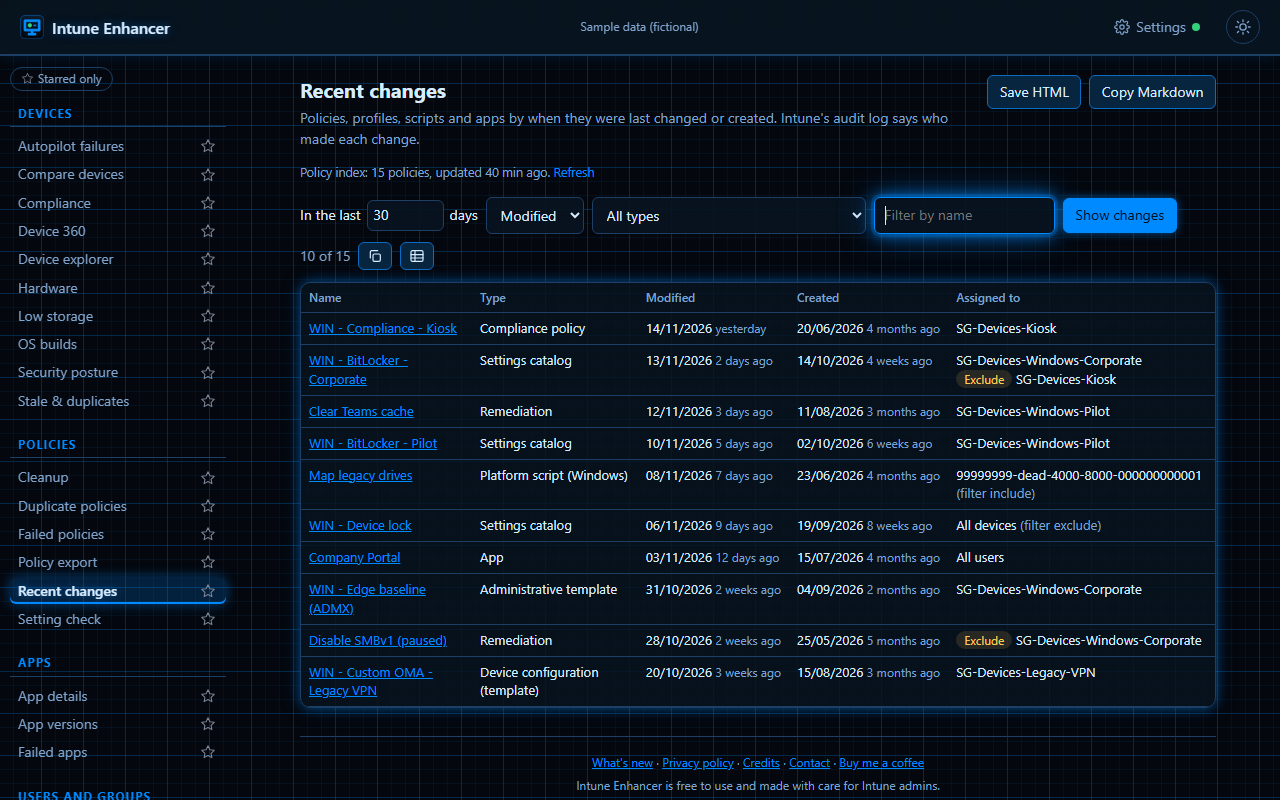 Intune Enhancer
Sample data (fictional)
Settings
Starred only
DEVICES
Autopilot failures
Compare devices
Compliance
Device 360
Device explorer
Hardware
Low storage
OS builds
Security posture
Stale & duplicates
POLICIES
Cleanup
Duplicate policies
Failed policies
Policy export
Recent changes
Setting check
APPS
App details
App versions
Failed apps
USERS AND GROUPS
Recent changes
Save HTML
Copy Markdown
Policies, profiles, scripts and apps by when they were last changed or created. Intune's audit log says who
made each change.
Policy index: 15 policies, updated 40 min ago. Refresh
In the last 30 days Modified All types Filter by name Show changes
10 of 15
Name Type Modified Created Assigned to
WIN - Compliance - Kiosk Compliance policy 14/11/2026 yesterday 20/06/2026 4 months ago SG-Devices-Kiosk
WIN - BitLocker - Settings catalog 13/11/2026 2 days ago 14/10/2026 4 weeks ago SG-Devices-Windows-Corporate
Corporate Exclude SG-Devices-Kiosk
Clear Teams cache Remediation 12/11/2026 3 days ago 11/08/2026 3 months ago SG-Devices-Windows-Pilot
WIN - BitLocker - Pilot Settings catalog 10/11/2026 5 days ago 02/10/2026 6 weeks ago SG-Devices-Windows-Pilot
Map legacy drives Platform script (Windows) 08/11/2026 7 days ago 23/06/2026 4 months ago 99999999-dead-4000-8000-000000000001
(filter include)
WIN - Device lock Settings catalog 06/11/2026 9 days ago 19/09/2026 8 weeks ago All devices (filter exclude)
Company Portal App 03/11/2026 12 days ago 15/07/2026 4 months ago All users
WIN - Edge baseline Administrative template 31/10/2026 2 weeks ago 04/09/2026 2 months ago SG-Devices-Windows-Corporate
(ADMX)
Disable SMBv1 (paused) Remediation 28/10/2026 2 weeks ago 25/05/2026 5 months ago Exclude SG-Devices-Windows-Corporate
WIN - Custom OMA - Device configuration 20/10/2026 3 weeks ago 15/08/2026 3 months ago SG-Devices-Legacy-VPN
Legacy VPN (template)
What's new · Privacy policy · Credits · Contact · Buy me a coffee
Intune Enhancer is free to use and made with care for Intune admins.